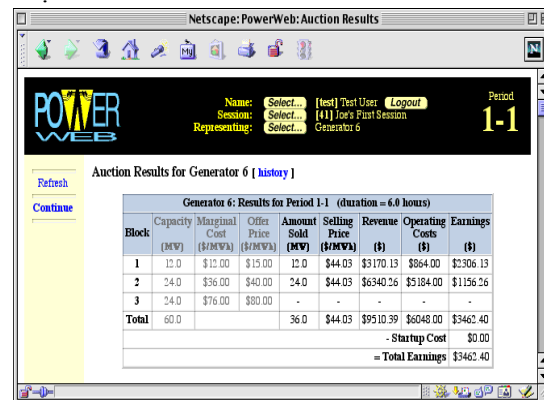 Netscape: PowerWeb: Auction Results
My
N
POWER
WEB
Name: Select... [test] Test User Logout
Session: Select... [41] Joe's First Session
Representing: Select... Generator 6
Period
1-1
Refresh
Continue
Auction Results for Generator 6 [ history ]
Generator 6: Results for Period 1-1 (duration = 6.0 hours)
Block Capacity (MW) Marginal Cost ($/MWh) Offer Price ($/MWh) Amount Sold (MW) Selling Price ($/MWh) Revenue ($) Operating Costs ($) Earnings ($)
1 12.0 $12.00 $15.00 12.0 $44.03 $3170.13 $864.00 $2306.13
2 24.0 $36.00 $40.00 24.0 $44.03 $6340.26 $5184.00 $1156.26
3 24.0 $76.00 $80.00 - - - - -
Total 60.0 36.0 $44.03 $9510.39 $6048.00 $3462.40
- Startup Cost $0.00
= Total Earnings $3462.40